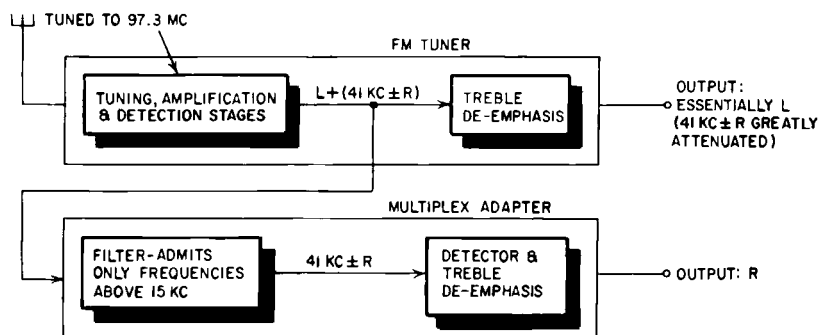 TUNED TO 97.3 MC
FM TUNER
TUNING, AMPLIFICATION
& DETECTION STAGES
L+(41 KC±R)
TREBLE
DE-EMPHASIS
OUTPUT:
ESSENTIALLY L
(41 KC±R GREATLY
ATTENUATED)
MULTIPLEX ADAPTER
FILTER-ADMITS
ONLY FREQUENCIES
ABOVE 15 KC
41 KC±R
DETECTOR &
TREBLE
DE-EMPHASIS
OUTPUT: R